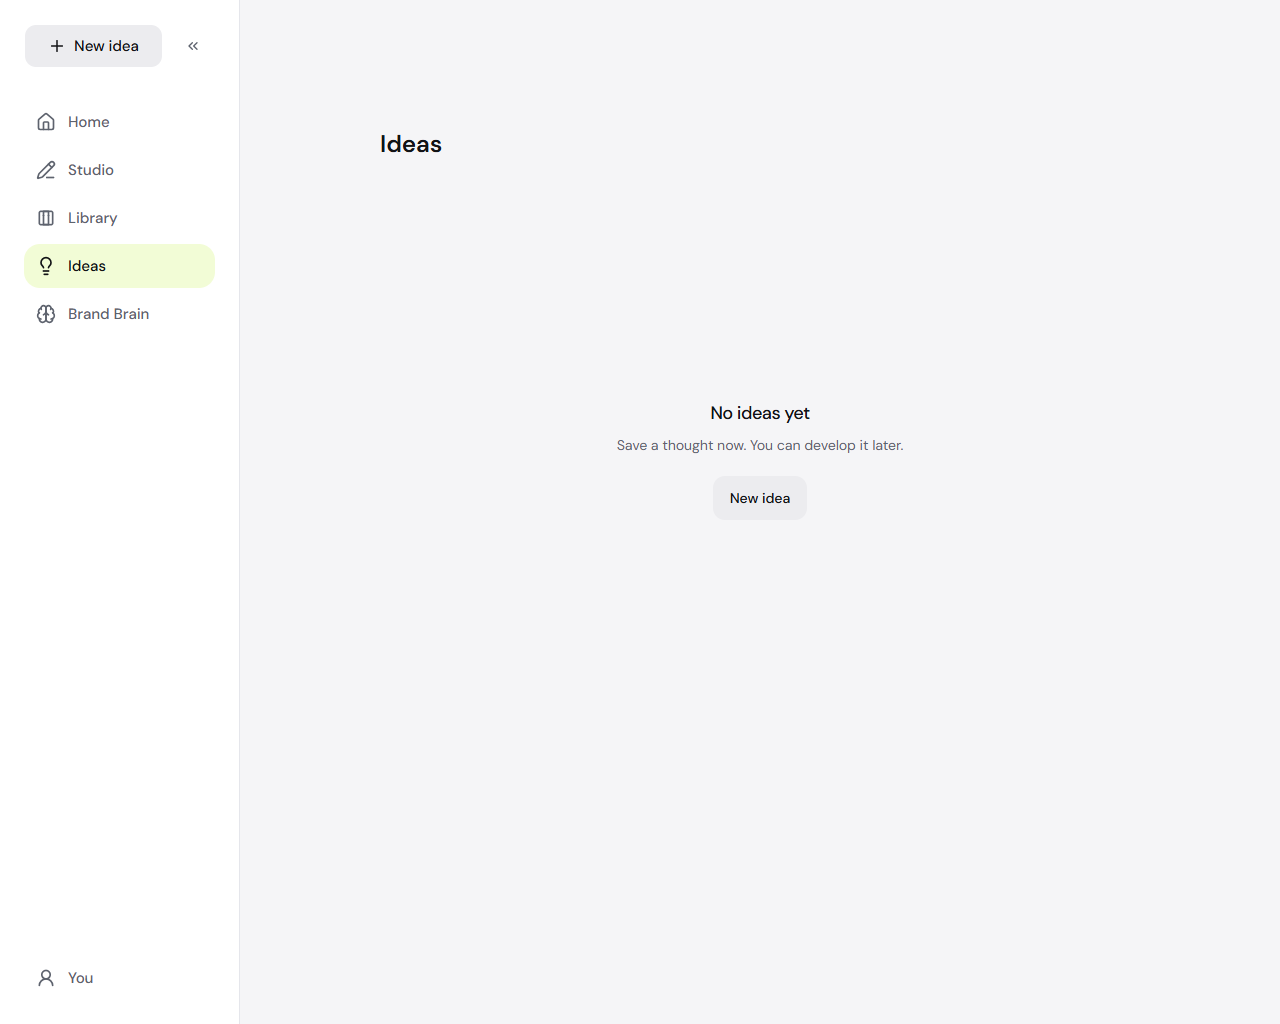 New idea
Home
Studio
Library
Ideas
Brand Brain
You
Ideas
No ideas yet
Save a thought now. You can develop it later.
New idea